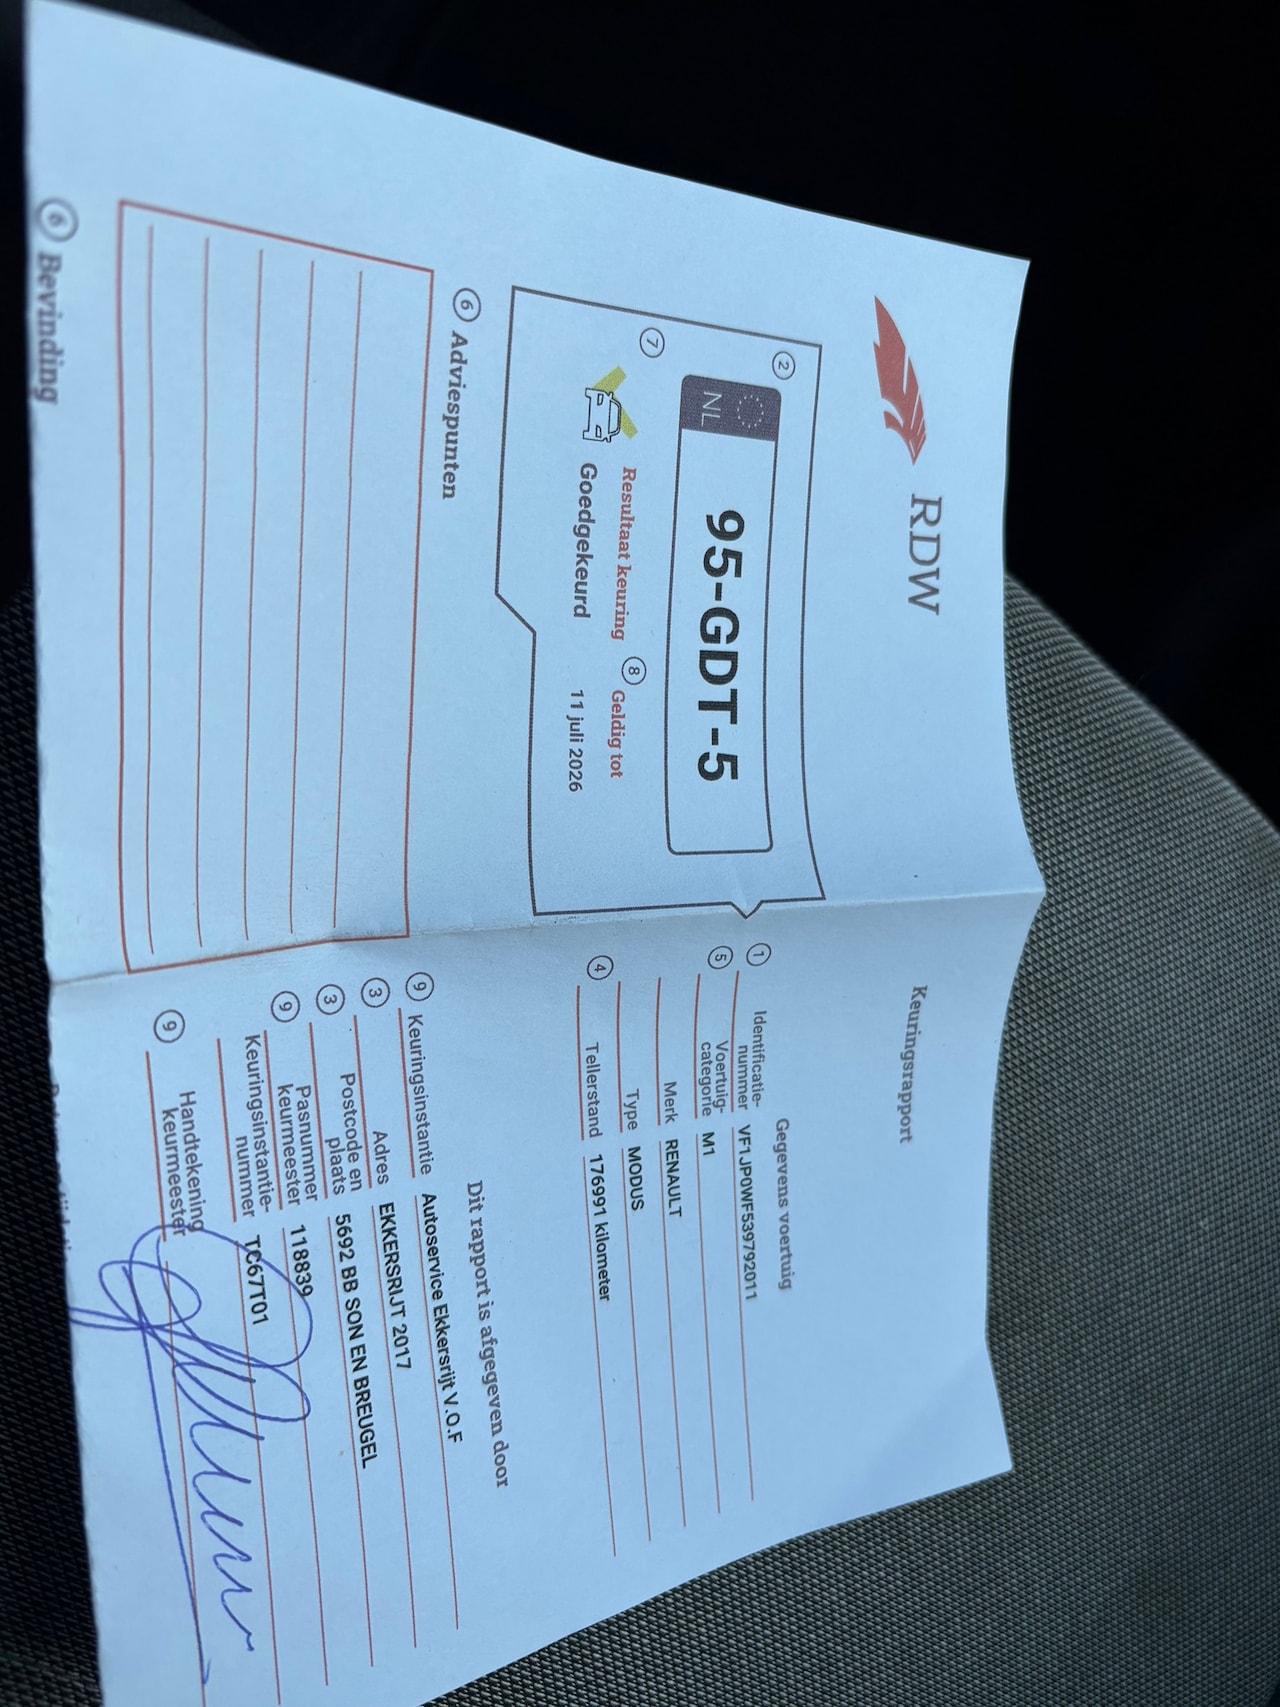 RDW
Keuringsrapport
2
NL
95-GDT-5
7
Resultaat keuring
Goedgekeurd
8
Geldig tot
11 juli 2026
6 Adviespunten
6 Bevinding
Gegevens voertuig
1 Identificatie-
nummer VF1JP0WF539792011
5 Voertuig-
categorie M1
Merk RENAULT
Type MODUS
4 Tellerstand 176991 kilometer
Dit rapport is afgegeven door
9 Keuringsinstantie Autoservice Ekkersrijt V.O.F
3 Adres EKKERSRIJT 2017
3 Postcode en
plaats 5692 BB SON EN BREUGEL
9 Pasnummer
keurmeester 118839
Keuringsinstantie-
nummer TC67T01
9 Handtekening
keurmeester